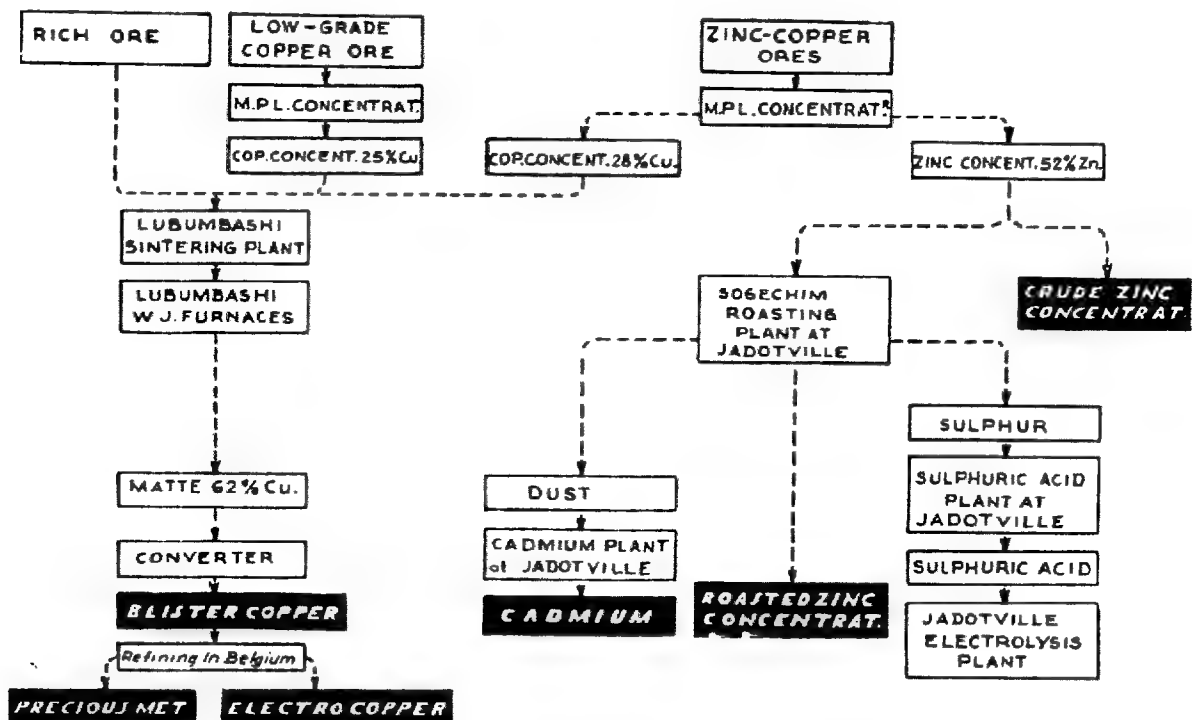 RICH ORE
LOW-GRADE
COPPER ORE
ZINC-COPPER
ORES
M.P.L. CONCENTRAT.
M.P.L. CONCENTRATR
COP. CONCENT. 25% Cu
COP. CONCENT. 28% Cu.
ZINC CONCENT. 52% Zn.
LUBUMBASHI
SINTERING PLANT
LUBUMBASHI
W.J. FURNACES
SOGECHIM
ROASTING
PLANT AT
JADOTVILLE
CRUDE ZINC
CONCENTRAT.
MATTE 62% Cu.
CONVERTER
BLISTER COPPER
Refining in Belgium
PRECIOUS MET
ELECTRO COPPER
DUST
CADMIUM PLANT
at JADOTVILLE
CADMIUM
ROASTED ZINC
CONCENTRAT.
SULPHUR
SULPHURIC ACID
PLANT AT
JADOTVILLE
SULPHURIC ACID
JADOTVILLE
ELECTROLYSIS
PLANT